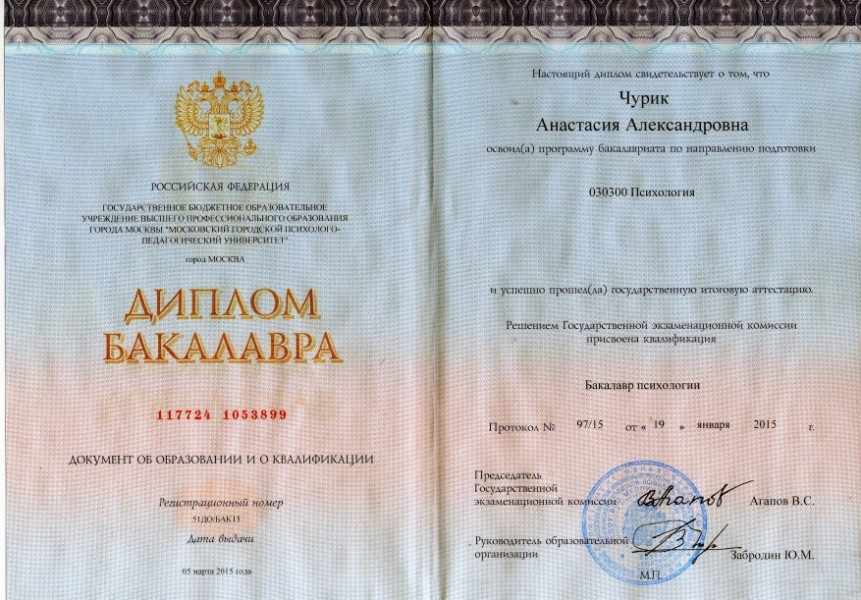 РОССИЙСКАЯ ФЕДЕРАЦИЯ
ГОСУДАРСТВЕННОЕ БЮДЖЕТНОЕ ОБРАЗОВАТЕЛЬНОЕ
УЧРЕЖДЕНИЕ ВЫСШЕГО ПРОФЕССИОНАЛЬНОГО ОБРАЗОВАНИЯ
ГОРОДА МОСКВЫ "МОСКОВСКИЙ ГОРОДСКОЙ ПСИХОЛОГО-
ПЕДАГОГИЧЕСКИЙ УНИВЕРСИТЕТ"
город МОСКВА
ДИПЛОМ
БАКАЛАВРА
117724 1053899
ДОКУМЕНТ ОБ ОБРАЗОВАНИИ И О КВАЛИФИКАЦИИ
Регистрационный номер
51ДО/БАК15
Дата выдачи
05 марта 2015 года
Настоящий диплом свидетельствует о том, что
Чурик
Анастасия Александровна
освоил(а) программу бакалавриата по направлению подготовки
030300 Психология
и успешно прошел(ла) государственную итоговую аттестацию.
Решением Государственной экзаменационной комиссии
присвоена квалификация
Бакалавр психологии
Протокол № 97/15 от « 19 » января 2015 г.
Председатель
Государственной
экзаменационной комиссии Агапов В.С.
Руководитель образовательной
организации Забродин Ю.М.
М.П.